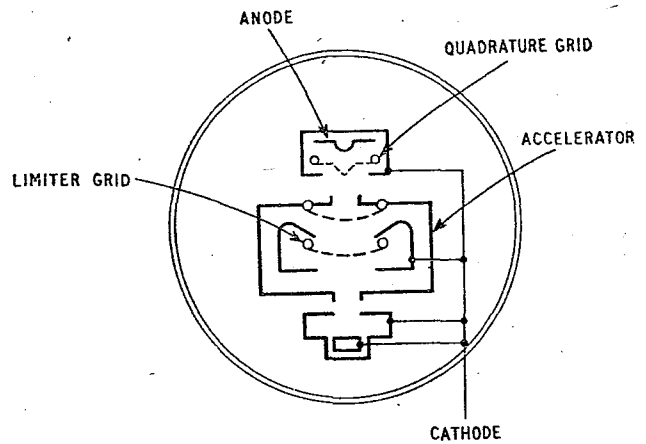 ANODE
QUADRATURE GRID
ACCELERATOR
LIMITER GRID
CATHODE